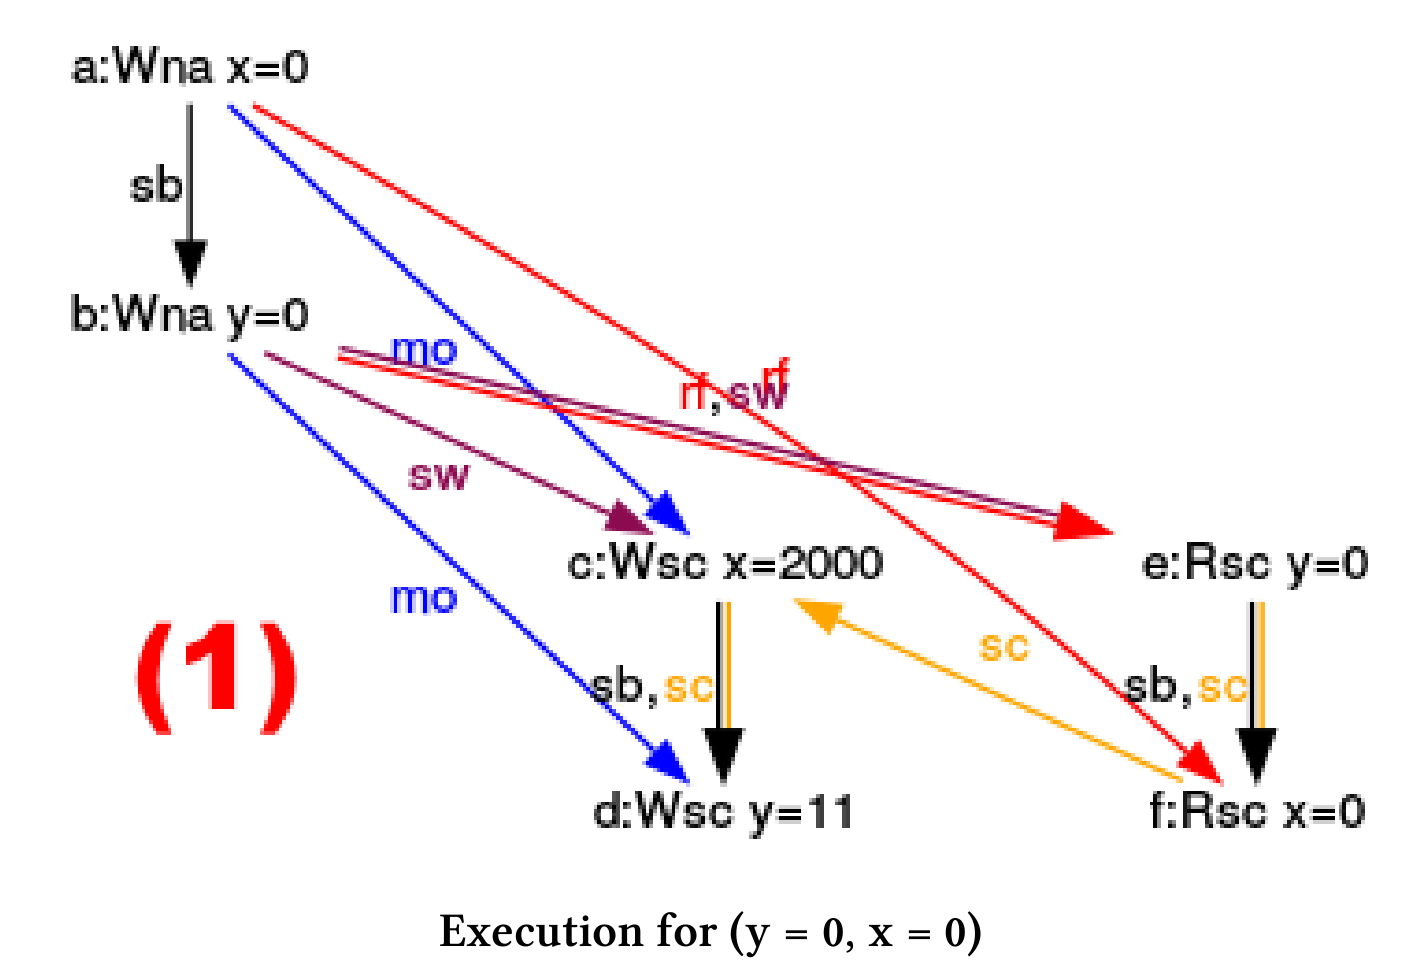 a:Wna x=0
sb
b:Wna y=0
mo
rf
rf,sw
sw
c:Wsc x=2000
e:Rsc y=0
mo
sc
(1)
sb,sc
sb,sc
d:Wsc y=11
f:Rsc x=0
Execution for (y = 0, x = 0)